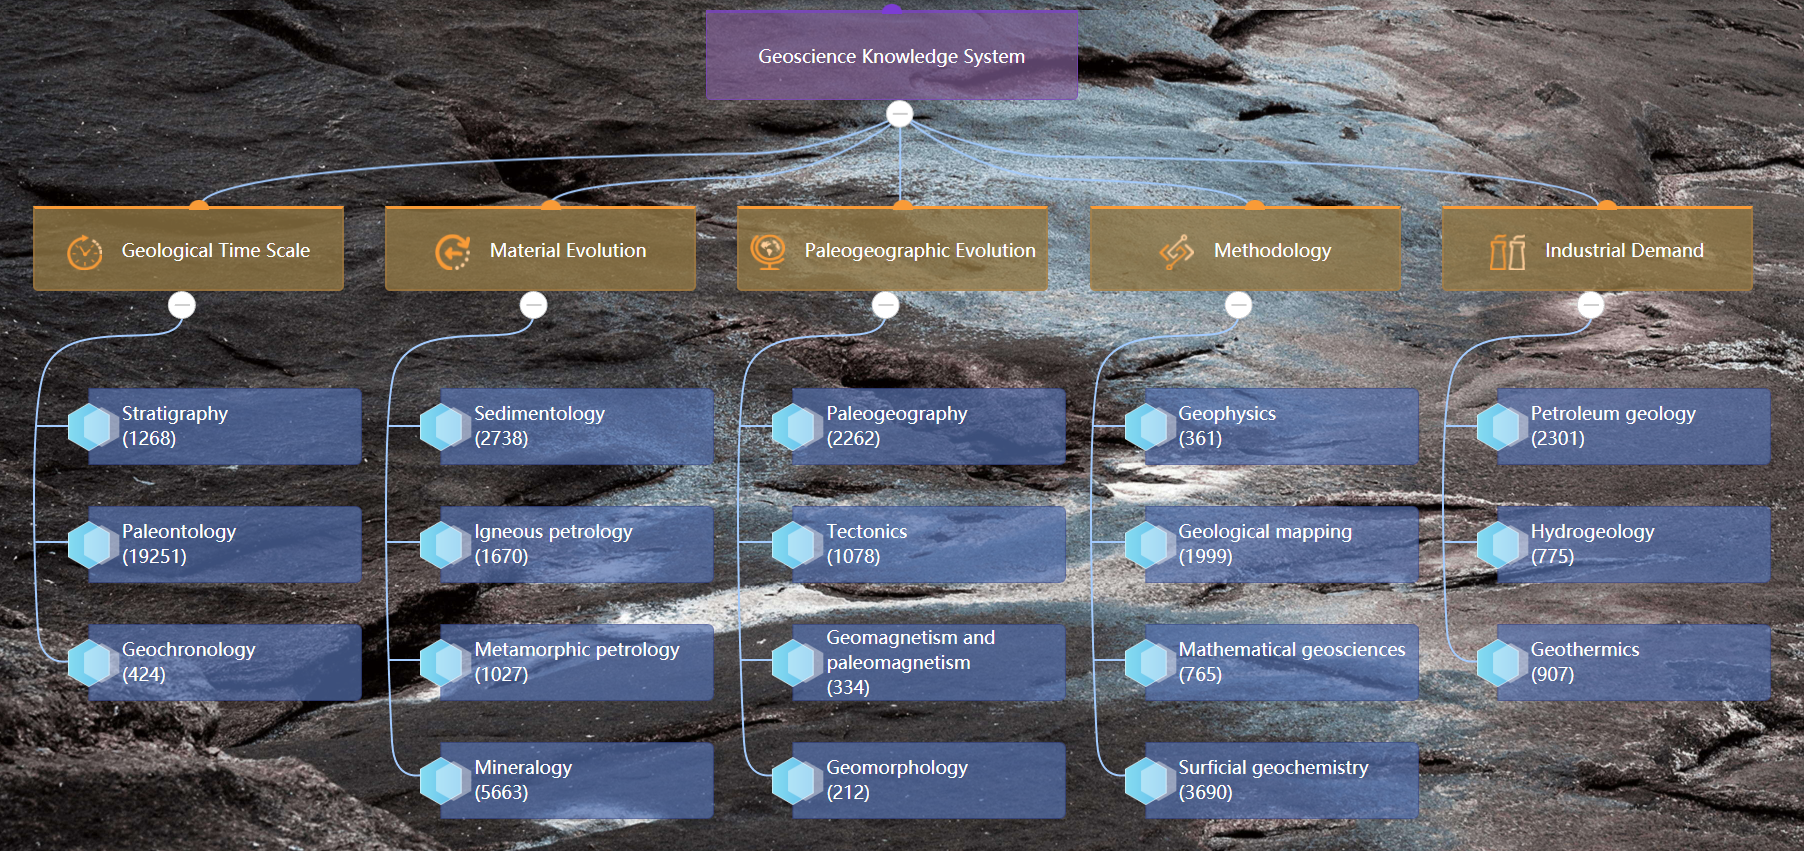 Geoscience Knowledge System
Geological Time Scale
Material Evolution
Paleogeographic Evolution
Methodology
Industrial Demand
Stratigraphy
(1268)
Paleontology
(19251)
Geochronology
(424)
Sedimentology
(2738)
Igneous petrology
(1670)
Metamorphic petrology
(1027)
Mineralogy
(5663)
Paleogeography
(2262)
Tectonics
(1078)
Geomagnetism and
paleomagnetism
(334)
Geomorphology
(212)
Geophysics
(361)
Geological mapping
(1999)
Mathematical geosciences
(765)
Surficial geochemistry
(3690)
Petroleum geology
(2301)
Hydrogeology
(775)
Geothermics
(907)